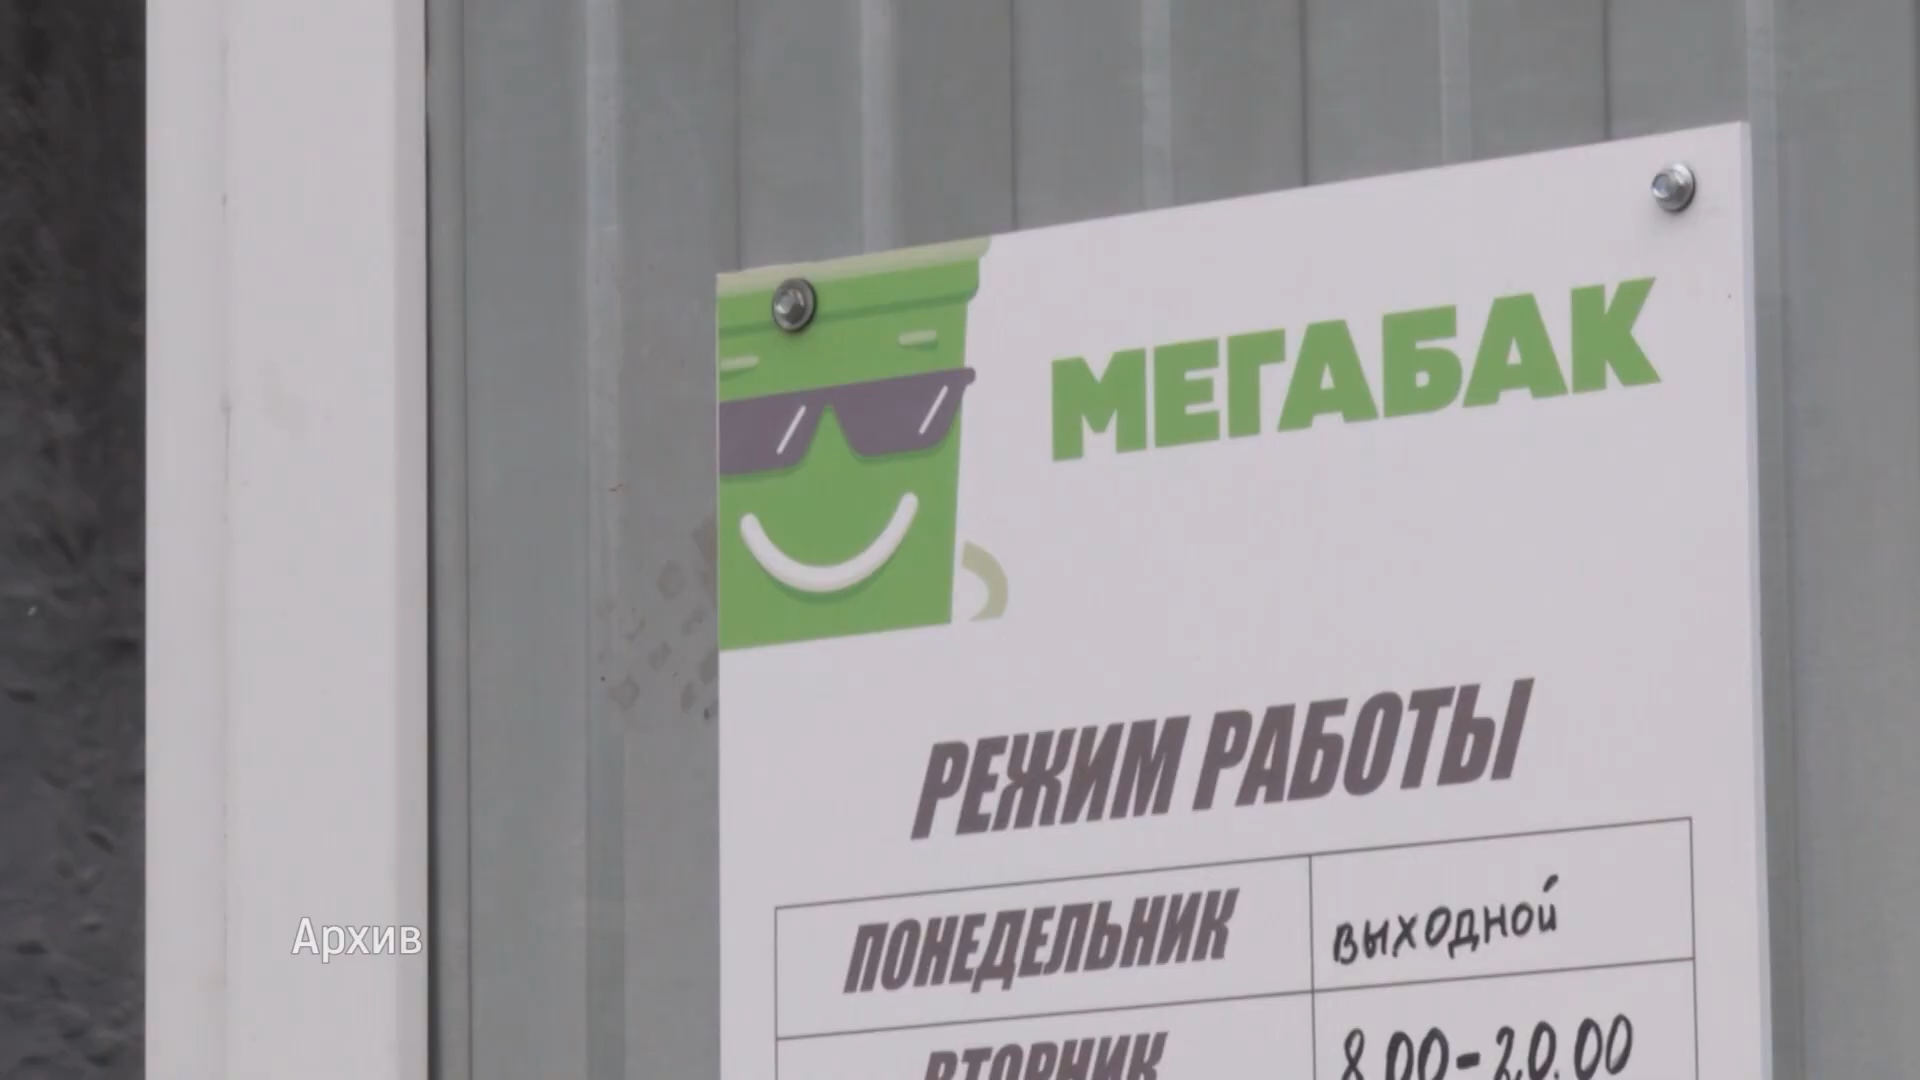 МЕГАБАК
РЕЖИМ РАБОТЫ
ПОНЕДЕЛЬНИК выходной
ВТОРНИК 8.00-20.00
Архив